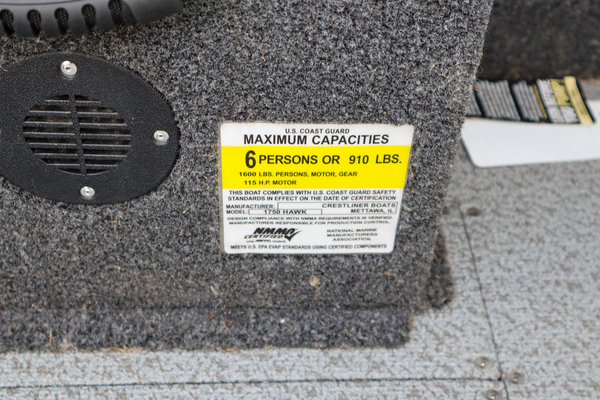 U.S. COAST GUARD
MAXIMUM CAPACITIES
6 PERSONS OR 910 LBS.
1600 LBS. PERSONS, MOTOR, GEAR
115 H.P. MOTOR
THIS BOAT COMPLIES WITH U.S. COAST GUARD SAFETY
STANDARDS IN EFFECT ON THE DATE OF CERTIFICATION
MANUFACTURER: CRESTLINER BOATS
MODEL: 1750 HAWK METTAWA, IL
DESIGN COMPLIANCE WITH NMMA REQUIREMENTS IS VERIFIED.
MANUFACTURER RESPONSIBLE FOR PRODUCTION CONTROL.
NMMA
CERTIFIED
NATIONAL MARINE
MANUFACTURERS
ASSOCIATION
MEETS U.S. EPA EVAP STANDARDS USING CERTIFIED COMPONENTS